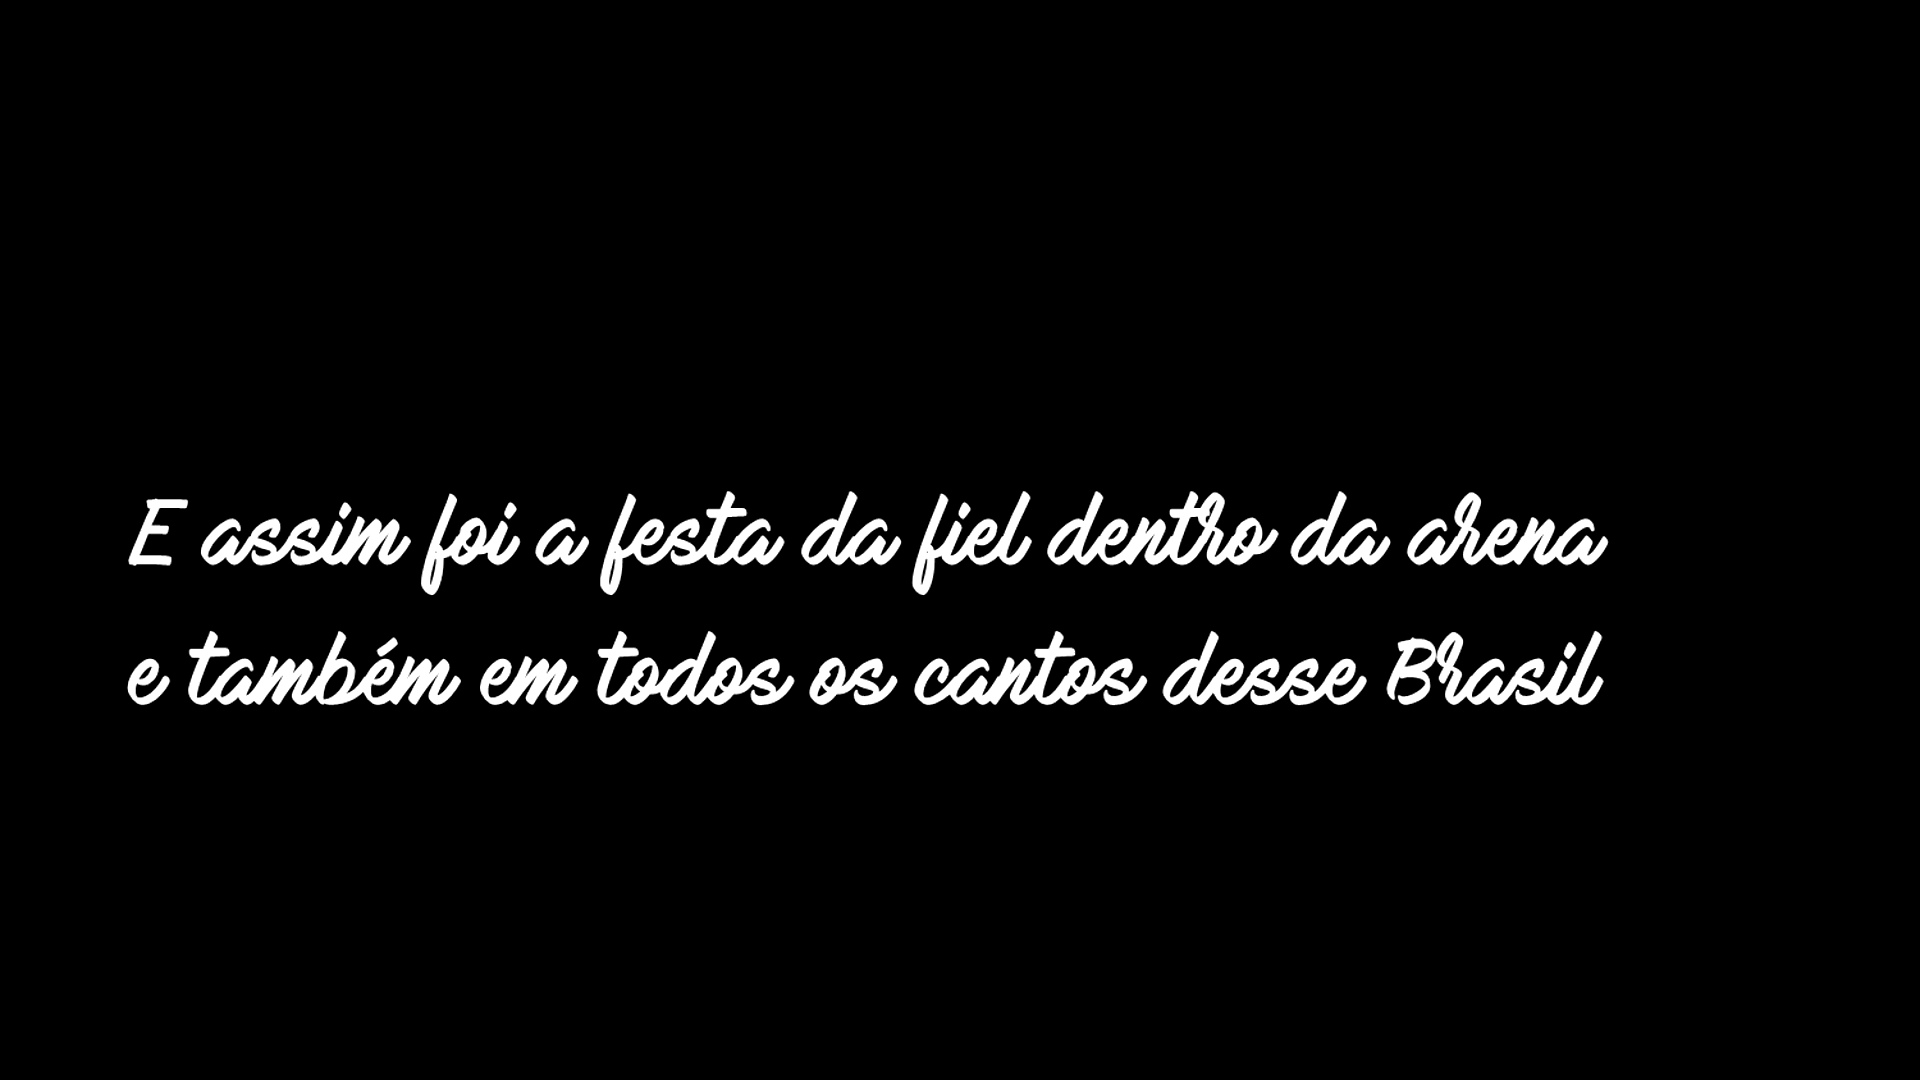 E assim foi a festa da fiel dentro da arena
e também em todos os cantos desse Brasil